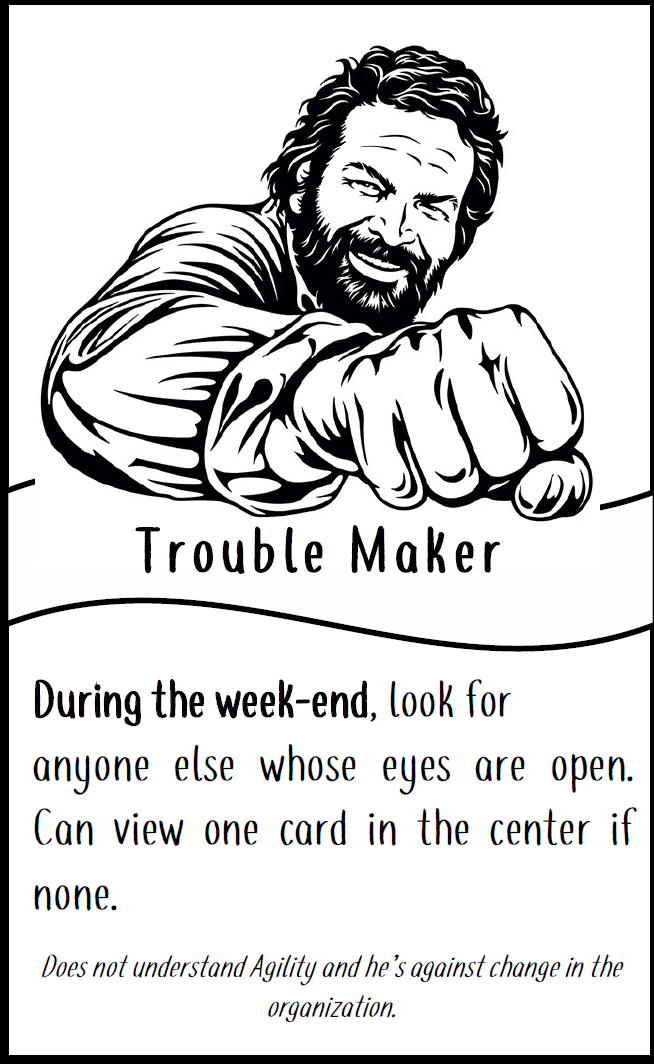 Trouble Maker
During the week-end, look for
anyone else whose eyes are open.
Can view one card in the center if
none.
Does not understand Agility and he's against change in the
organization.